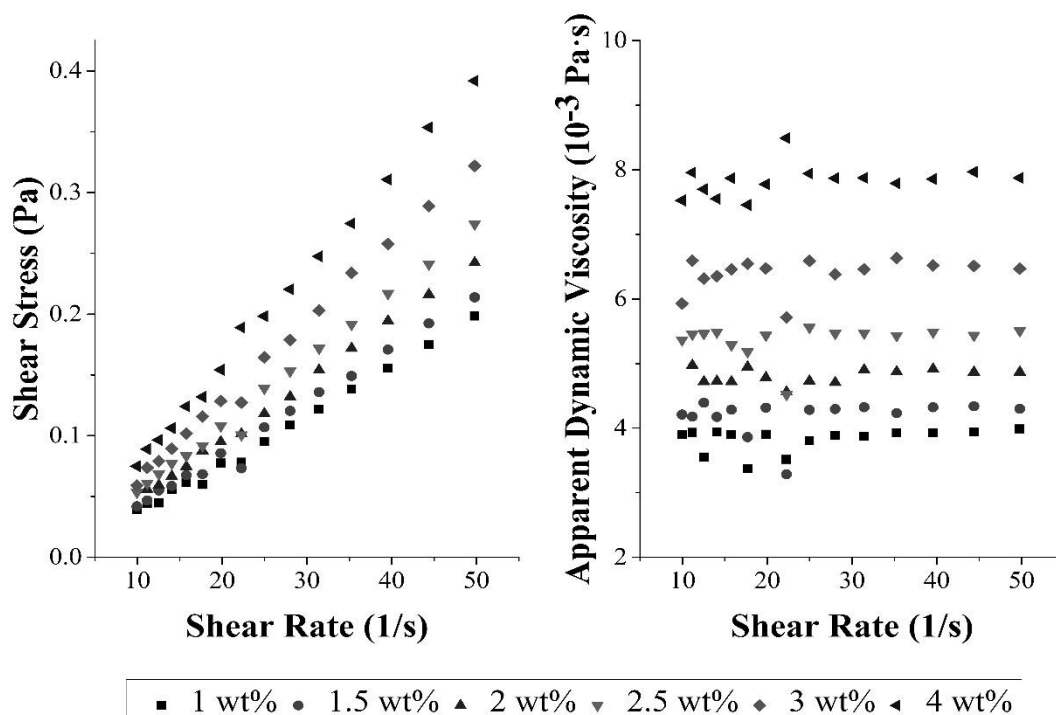 Shear Stress (Pa)
0.4
0.3
0.2
0.1
0.0
10 20 30 40 50
Shear Rate (1/s)
Apparent Dynamic Viscosity (10⁻³ Pa·s)
10
8
6
4
2
10 20 30 40 50
Shear Rate (1/s)
1 wt% 1.5 wt% 2 wt% 2.5 wt% 3 wt% 4 wt%